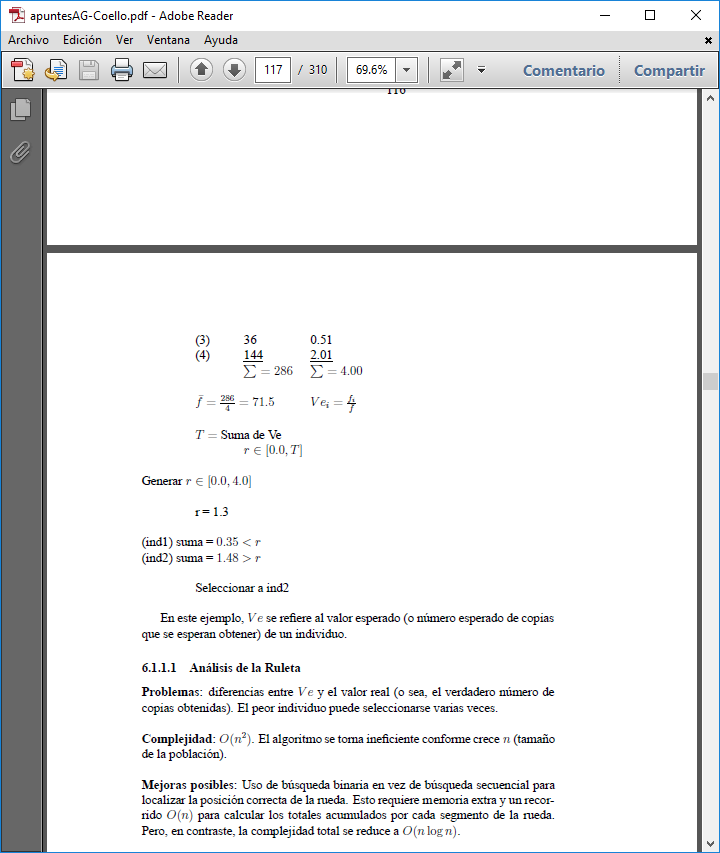 apuntesAG-Coello.pdf - Adobe Reader
Archivo Edición Ver Ventana Ayuda
117 / 310 69.6% Comentario Compartir
116
(3) 36 0.51
(4) 144 2.01
∑ = 286 ∑ = 4.00
f̄ = 286/4 = 71.5 Ve_i = f_i/f̄
T = Suma de Ve
r ∈ [0.0, T]
Generar r ∈ [0.0, 4.0]
r = 1.3
(ind1) suma = 0.35 < r
(ind2) suma = 1.48 > r
Seleccionar a ind2
En este ejemplo, Ve se refiere al valor esperado (o número esperado de copias
que se esperan obtener) de un individuo.
6.1.1.1 Análisis de la Ruleta
Problemas: diferencias entre Ve y el valor real (o sea, el verdadero número de
copias obtenidas). El peor individuo puede seleccionarse varias veces.
Complejidad: O(n²). El algoritmo se torna ineficiente conforme crece n (tamaño
de la población).
Mejoras posibles: Uso de búsqueda binaria en vez de búsqueda secuencial para
localizar la posición correcta de la rueda. Esto requiere memoria extra y un recor-
rido O(n) para calcular los totales acumulados por cada segmento de la rueda.
Pero, en contraste, la complejidad total se reduce a O(n log n).